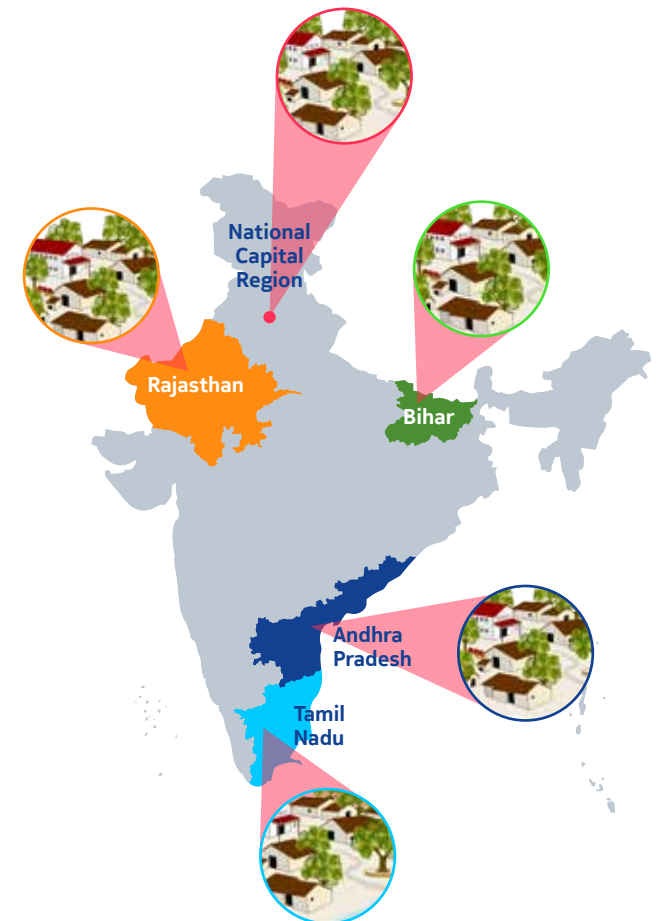 National
Capital
Region
Rajasthan
Bihar
Andhra
Pradesh
Tamil
Nadu